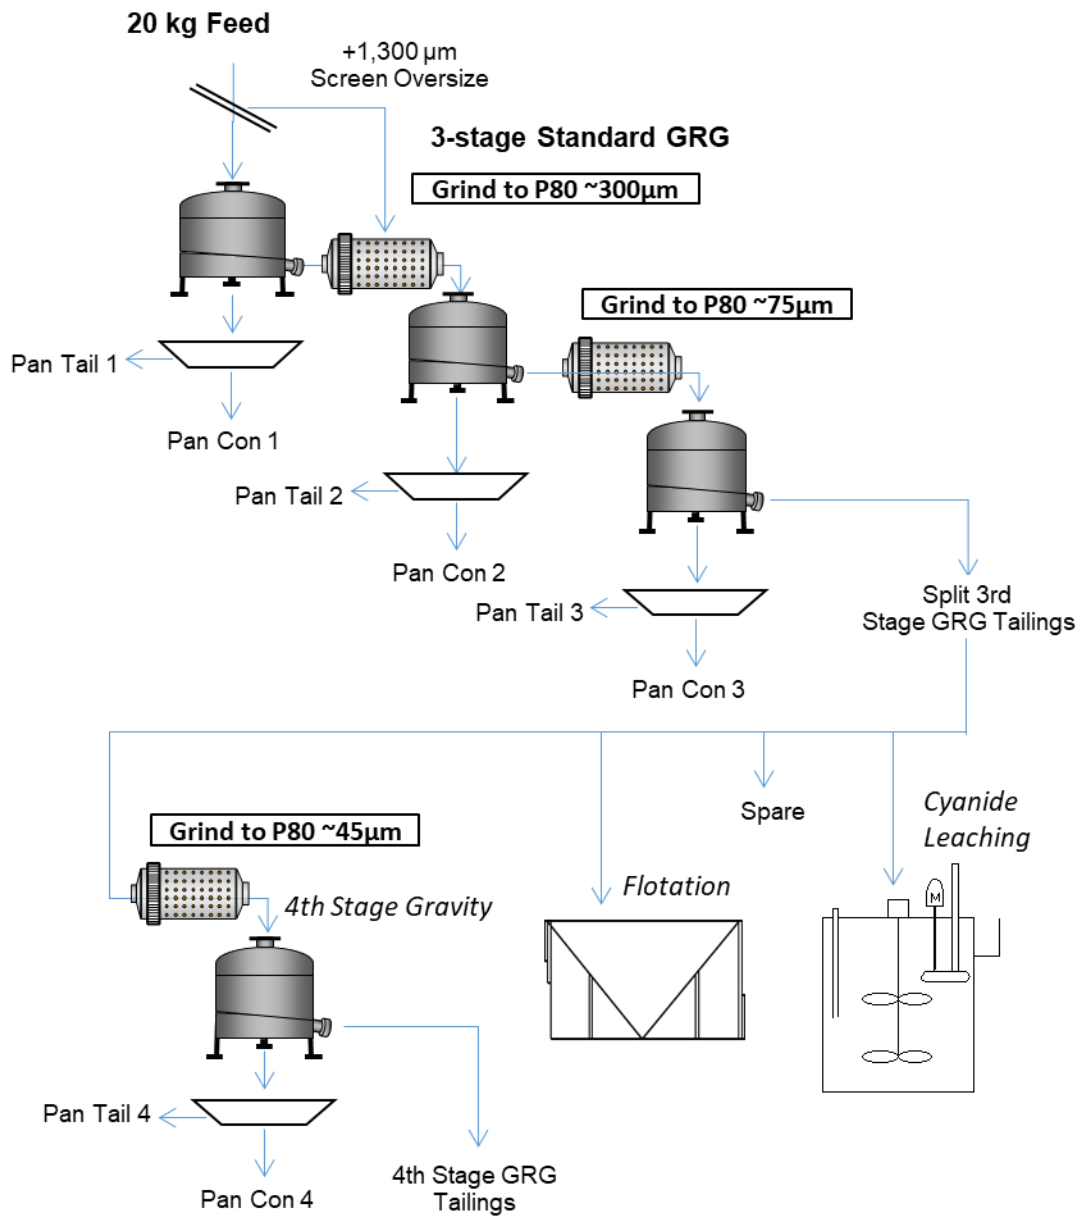 20 kg Feed
+1,300 µm
Screen Oversize
3-stage Standard GRG
Grind to P80 ~300µm
Grind to P80 ~75µm
Pan Tail 1
Pan Con 1
Pan Tail 2
Pan Con 2
Pan Tail 3
Pan Con 3
Split 3rd
Stage GRG Tailings
Spare
Cyanide
Leaching
Grind to P80 ~45µm
4th Stage Gravity
Flotation
M
Pan Tail 4
Pan Con 4
4th Stage GRG
Tailings